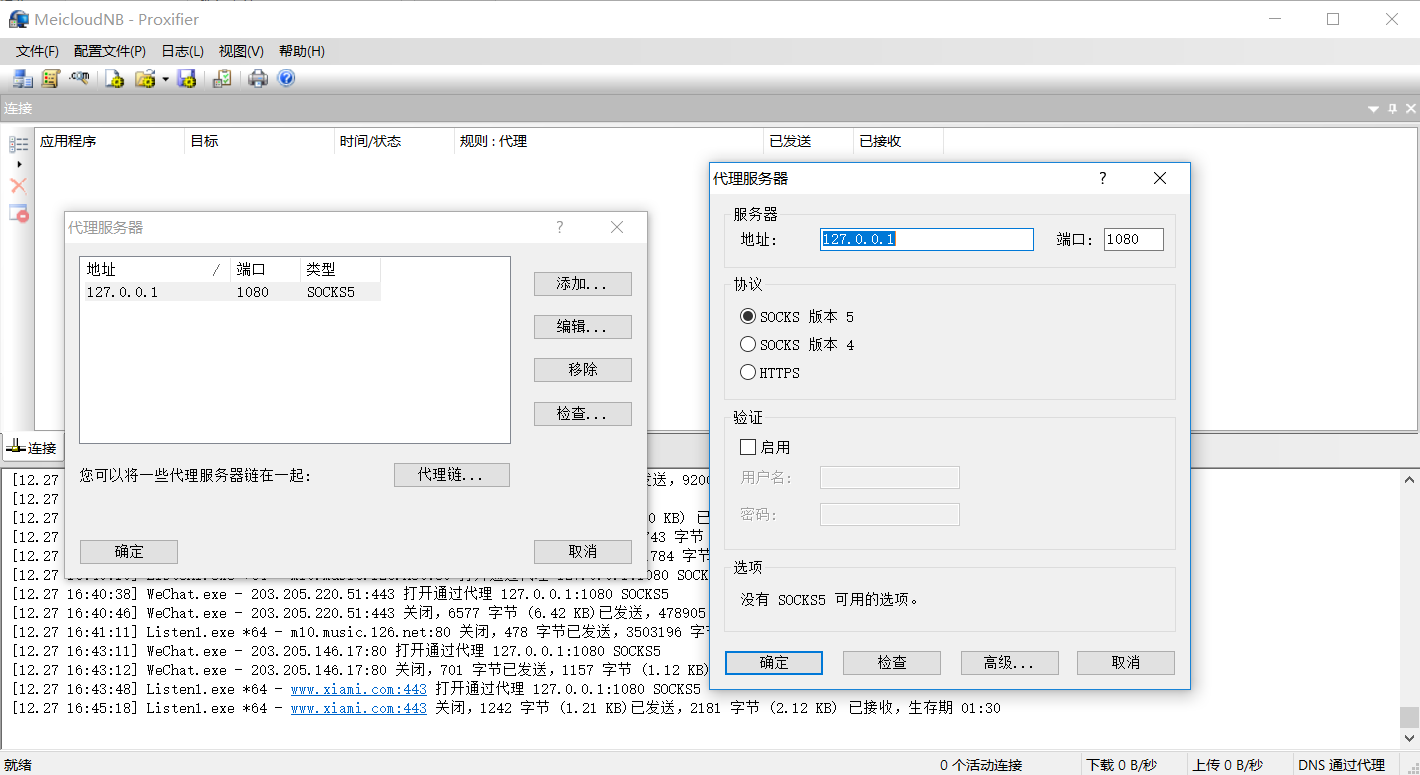 MeicloudNB - Proxifier
文件(F) 配置文件(P) 日志(L) 视图(V) 帮助(H)
连接
应用程序 目标 时间/状态 规则 : 代理 已发送 已接收
代理服务器 ?
地址 / 端口 类型
127.0.0.1 1080 SOCKS5
添加...
编辑...
移除
检查...
您可以将一些代理服务器链在一起: 代理链...
确定 取消
代理服务器 ?
服务器
地址: 127.0.0.1 端口: 1080
协议
SOCKS 版本 5
SOCKS 版本 4
HTTPS
验证
启用
用户名:
密码:
选项
没有 SOCKS5 可用的选项。
确定 检查 高级... 取消
连接
[12.27 发送, 920
[12.27
[12.27 0 KB) 已
[12.27 743 字节
[12.27 784 字节
[12.27
[12.27 16:40:38] WeChat.exe - 203.205.220.51:443 打开通过代理 127.0.0.1:1080 SOCKS5
[12.27 16:40:46] WeChat.exe - 203.205.220.51:443 关闭, 6577 字节 (6.42 KB)已发送, 478905
[12.27 16:41:11] Listen1.exe *64 - m10.music.126.net:80 关闭, 478 字节已发送, 3503196 字
[12.27 16:43:11] WeChat.exe - 203.205.146.17:80 打开通过代理 127.0.0.1:1080 SOCKS5
[12.27 16:43:12] WeChat.exe - 203.205.146.17:80 关闭, 701 字节已发送, 1157 字节 (1.12 KB)
[12.27 16:43:48] Listen1.exe *64 - www.xiami.com:443 打开通过代理 127.0.0.1:1080 SOCKS5
[12.27 16:45:18] Listen1.exe *64 - www.xiami.com:443 关闭, 1242 字节 (1.21 KB)已发送, 2181 字节 (2.12 KB) 已接收, 生存期 01:30
就绪 0 个活动连接 下载 0 B/秒 上传 0 B/秒 DNS 通过代理